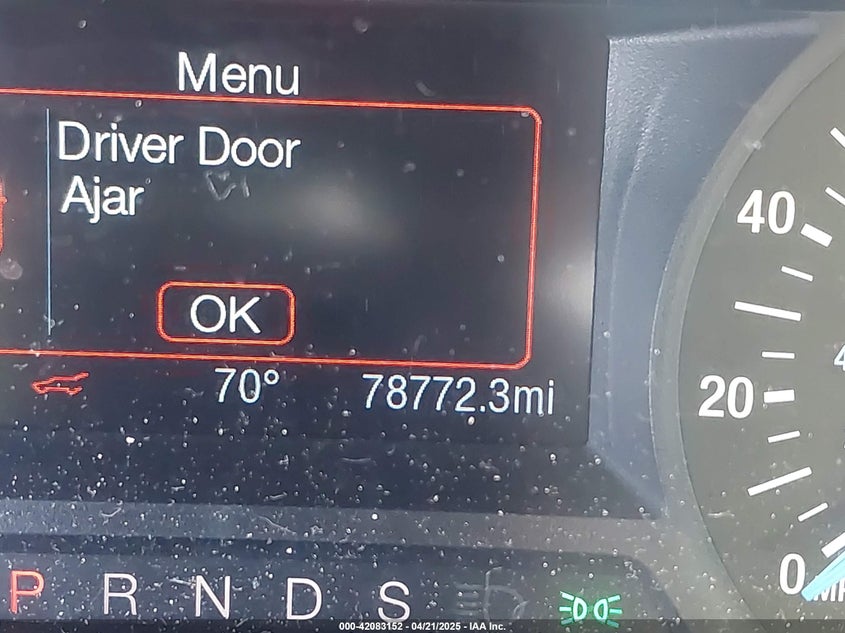 Menu
Driver Door
Ajar
OK
70° 78772.3mi
40
20
0
P R N D S
000-42083152 - 04/21/2025 - IAA Inc.